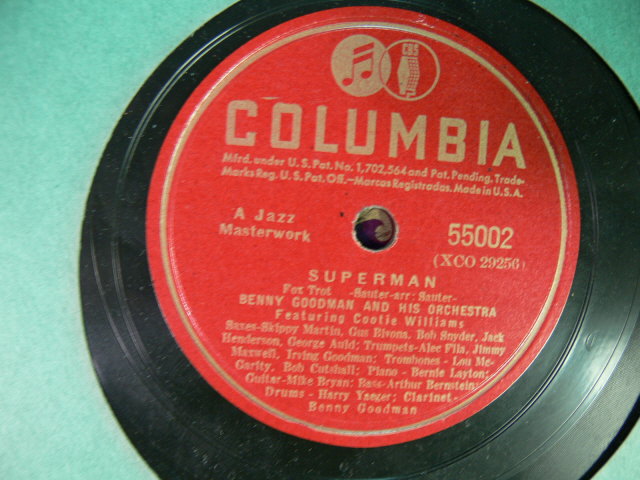 CBS
COLUMBIA
Mfrd. under U.S. Pat. No. 1,702,564 and Pat. Pending. Trade-
Marks Reg. U.S. Pat. Off.—Marcas Registradas. Made in U.S.A.
A Jazz
Masterwork
55002
(XCO 29256)
SUPERMAN
Fox Trot -Sauter-arr: Sauter-
BENNY GOODMAN AND HIS ORCHESTRA
Featuring Cootie Williams
Saxes-Skippy Martin, Gus Bivona, Bob Snyder, Jack
Henderson, George Auld; Trumpets-Alec Fila, Jimmy
Maxwell, Irving Goodman; Trombones - Lou Mc-
Garity, Bob Cutshall; Piano - Bernie Layton;
Guitar-Mike Bryan; Bass-Arthur Bernstein;
Drums - Harry Yaeger; Clarinet-
Benny Goodman